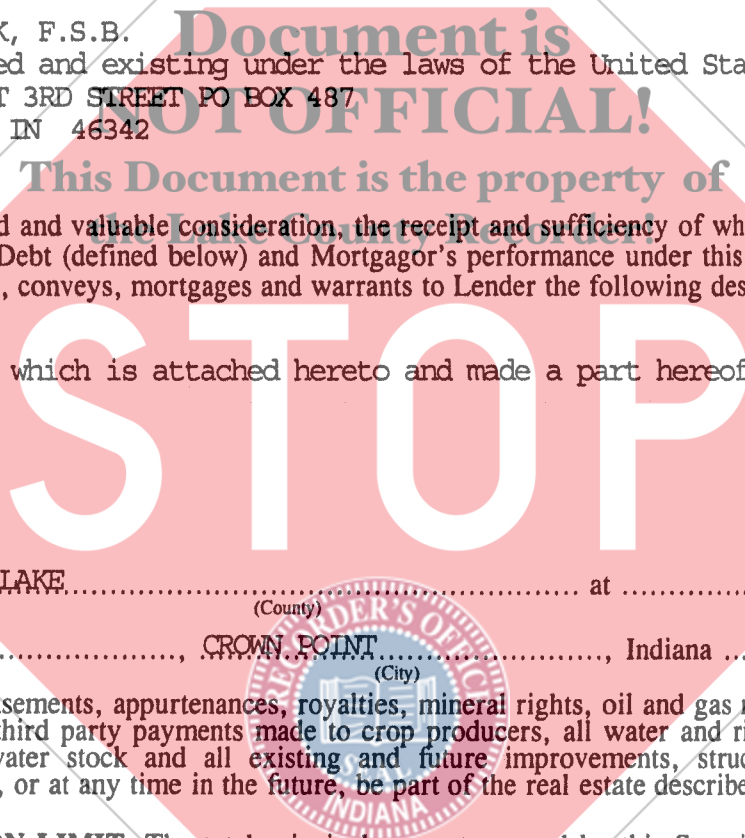 K, F.S.B.
Document is
ed and existing under the laws of the United Sta
T 3RD STREET PO BOX 487
NOT OFFICIAL!
IN 46342
This Document is the property of
d and valuable consideration, the receipt and sufficiency of wh
the Lake County Recorder!
Debt (defined below) and Mortgagor's performance under this
, conveys, mortgages and warrants to Lender the following des
STOP
which is attached hereto and made a part hereof
LAKE at
(County)
, CROWN POINT , Indiana
(City)
RECORDER'S OFFICE
sements, appurtenances, royalties, mineral rights, oil and gas
third party payments made to crop producers, all water and ri
water stock and all existing and future improvements, struc
SEAL
, or at any time in the future, be part of the real estate describe
INDIANA
ON LIMIT.